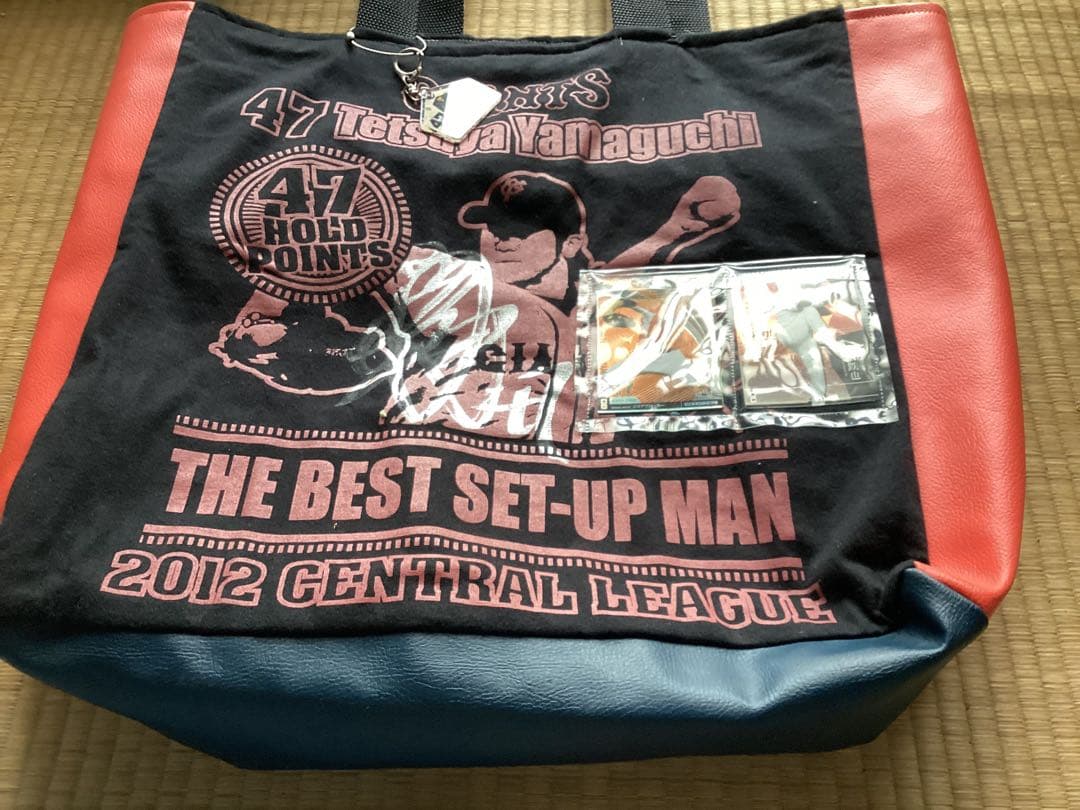 47 Tetsuya Yamaguchi
47
HOLD
POINTS
THE BEST SET-UP MAN
2012 CENTRAL LEAGUE